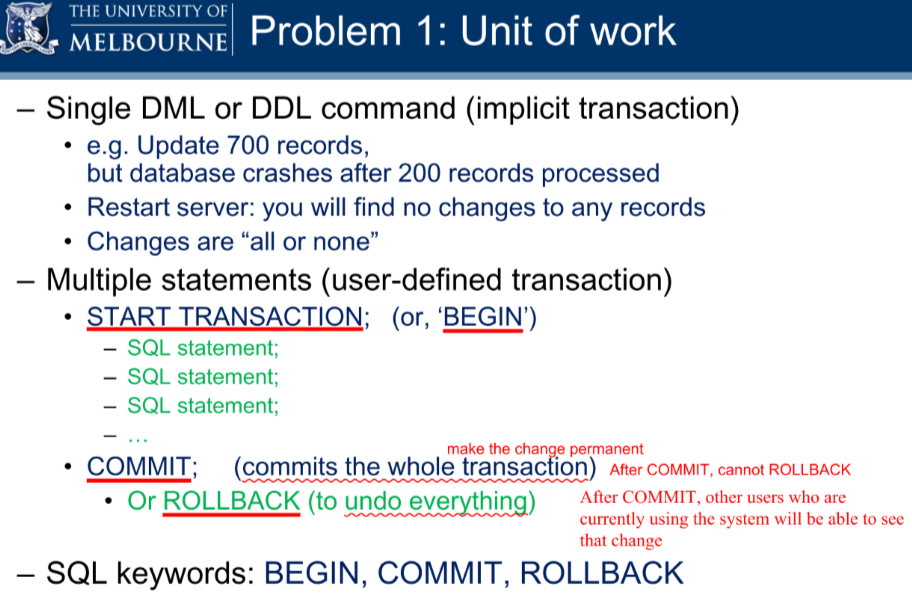 THE UNIVERSITY OF
MELBOURNE
Problem 1: Unit of work
– Single DML or DDL command (implicit transaction)
• e.g. Update 700 records,
but database crashes after 200 records processed
• Restart server: you will find no changes to any records
• Changes are “all or none”
– Multiple statements (user-defined transaction)
• START TRANSACTION; (or, ‘BEGIN’)
– SQL statement;
– SQL statement;
– SQL statement;
– …
make the change permanent
• COMMIT; (commits the whole transaction) After COMMIT, cannot ROLLBACK
• Or ROLLBACK (to undo everything)
After COMMIT, other users who are
currently using the system will be able to see
that change
– SQL keywords: BEGIN, COMMIT, ROLLBACK